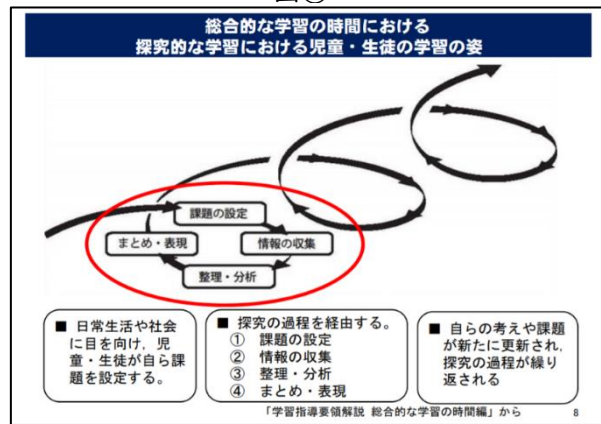 総合的な学習の時間における
探究的な学習における児童・生徒の学習の姿
課題の設定
まとめ・表現
情報の収集
整理・分析
■ 日常生活や社会
に目を向け，児
童・生徒が自ら課
題を設定する。
■ 探究の過程を経由する。
① 課題の設定
② 情報の収集
③ 整理・分析
④ まとめ・表現
■ 自らの考えや課題
が新たに更新され，
探究の過程が繰り
返される
「学習指導要領解説 総合的な学習の時間編」から
8